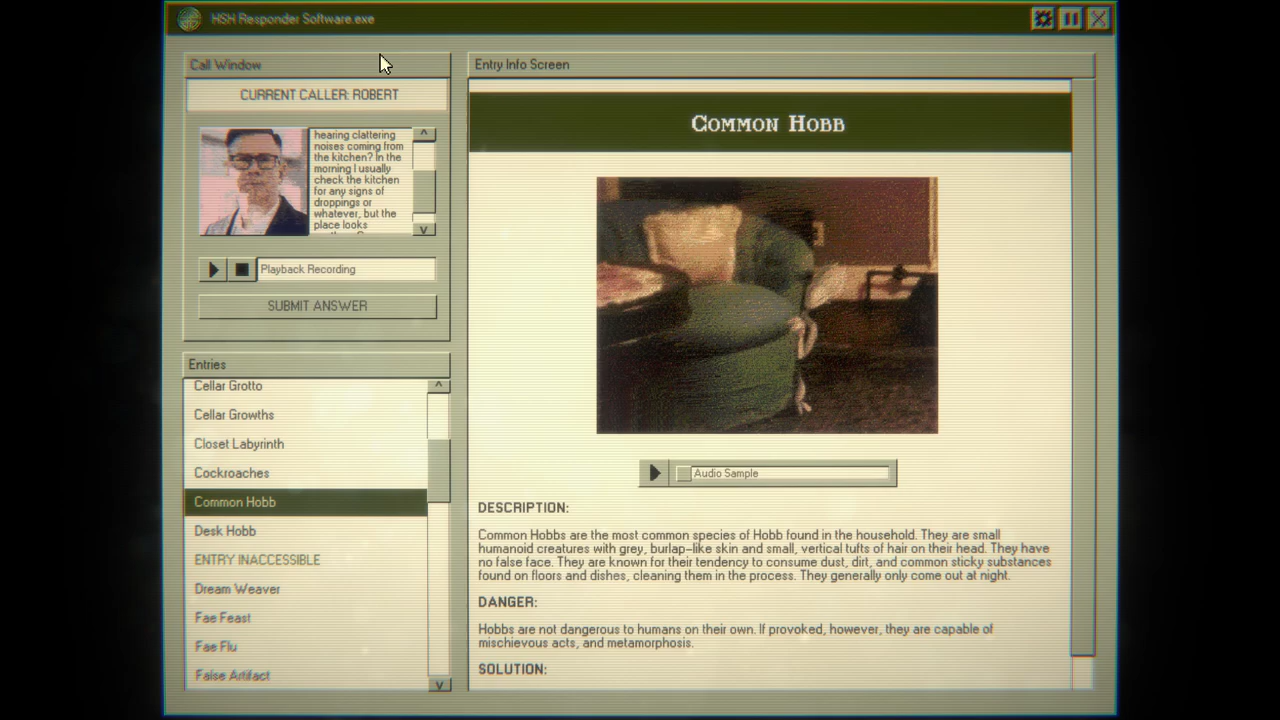 HSH Responder Software.exe
Call Window
CURRENT CALLER: ROBERT
hearing clattering
noises coming from
the kitchen? In the
morning I usually
check the kitchen
for any signs of
droppings or
whatever, but the
place looks
Playback Recording
SUBMIT ANSWER
Entries
Cellar Grotto
Cellar Growths
Closet Labyrinth
Cockroaches
Common Hobb
Desk Hobb
ENTRY INACCESSIBLE
Dream Weaver
Fae Feast
Fae Flu
False Artifact
Entry Info Screen
Common Hobb
Audio Sample
DESCRIPTION:
Common Hobbs are the most common species of Hobb found in the household. They are small
humanoid creatures with grey, burlap-like skin and small, vertical tufts of hair on their head. They have
no false face. They are known for their tendency to consume dust, dirt, and common sticky substances
found on floors and dishes, cleaning them in the process. They generally only come out at night.
DANGER:
Hobbs are not dangerous to humans on their own. If provoked, however, they are capable of
mischievous acts, and metamorphosis.
SOLUTION: